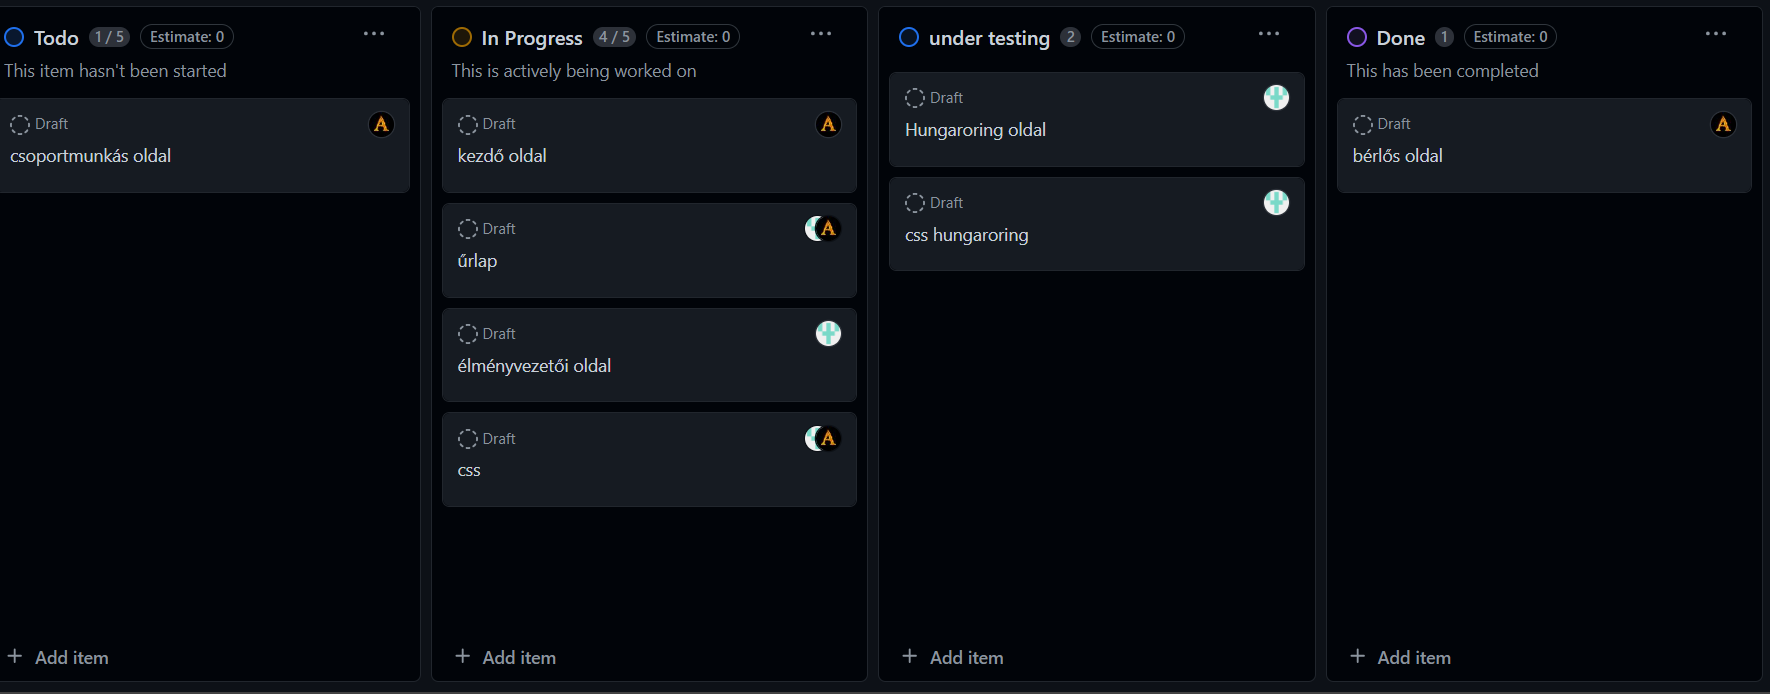 Todo 1 / 5 Estimate: 0 ...
This item hasn't been started
Draft
csoportmunkás oldal
+ Add item
In Progress 4 / 5 Estimate: 0 ...
This is actively being worked on
Draft
kezdő oldal
Draft
űrlap
Draft
élményvezetői oldal
Draft
css
+ Add item
under testing 2 Estimate: 0 ...
Draft
Hungaroring oldal
Draft
css hungaroring
+ Add item
Done 1 Estimate: 0 ...
This has been completed
Draft
bérlős oldal
+ Add item